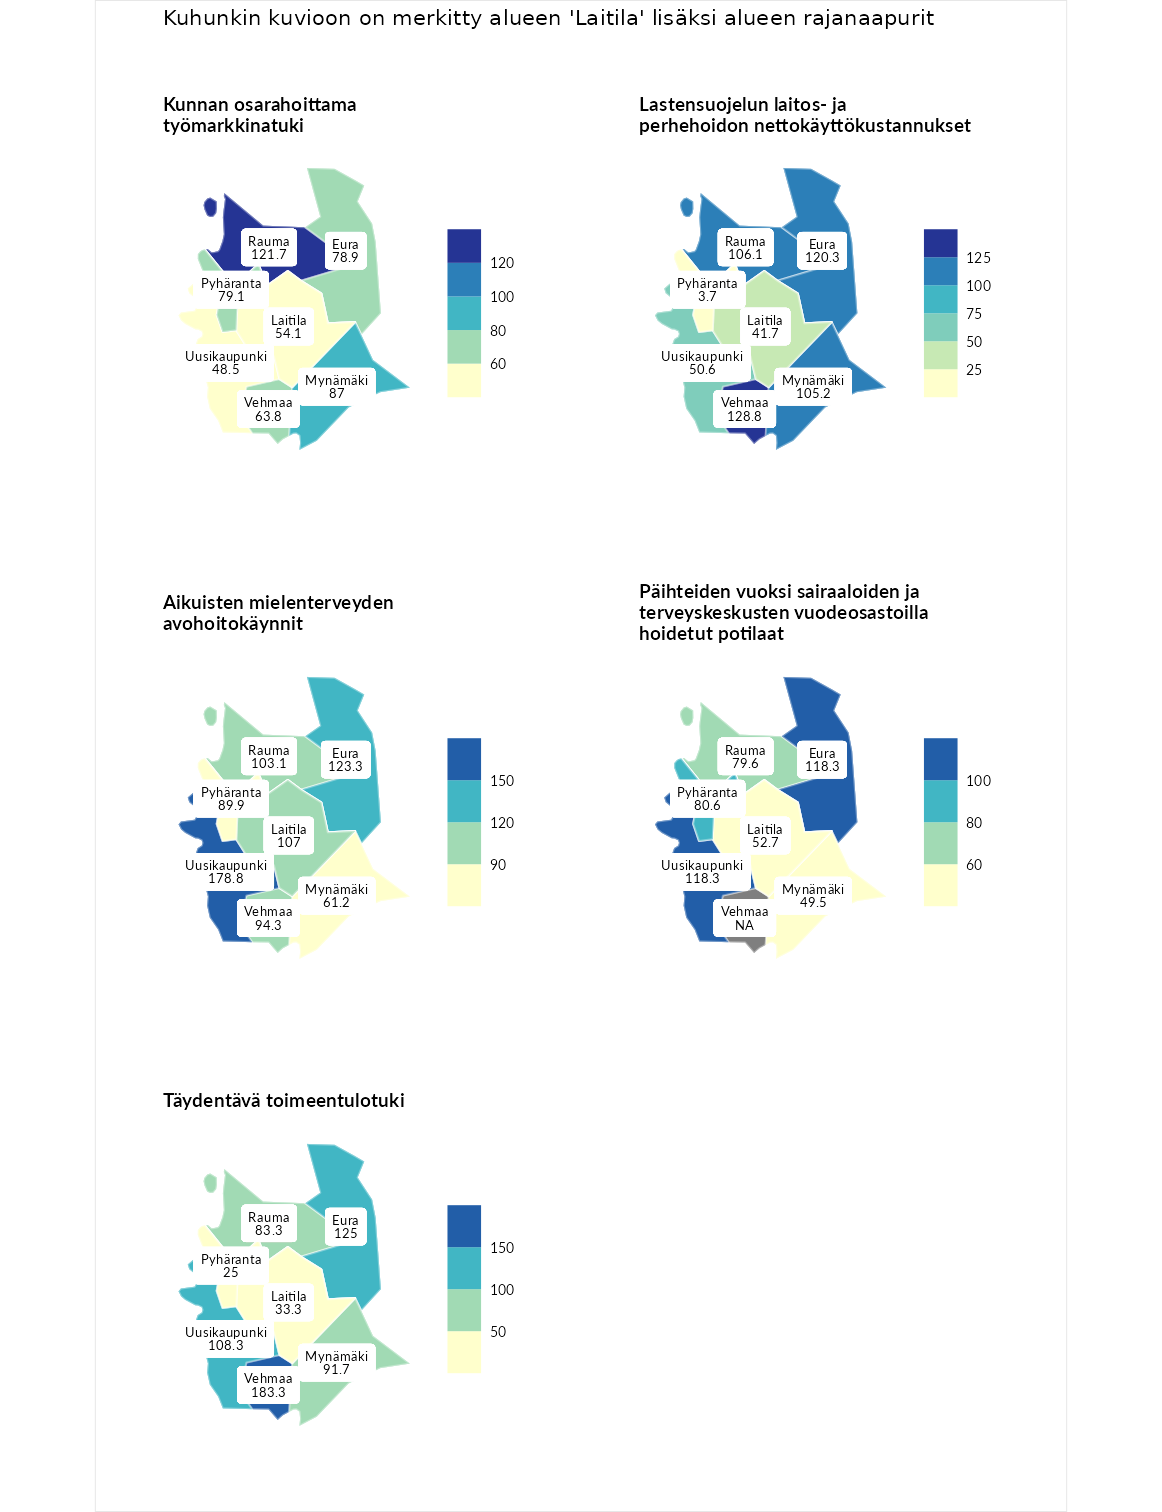 Kuhunkin kuvioon on merkitty alueen 'Laitila' lisäksi alueen rajanaapurit
Kunnan osarahoittama
työmarkkinatuki
Rauma
121.7
Eura
78.9
Pyhäranta
79.1
Laitila
54.1
Uusikaupunki
48.5
Mynämäki
87
Vehmaa
63.8
120
100
80
60
Lastensuojelun laitos- ja
perhehoidon nettokäyttökustannukset
Rauma
106.1
Eura
120.3
Pyhäranta
3.7
Laitila
41.7
Uusikaupunki
50.6
Mynämäki
105.2
Vehmaa
128.8
125
100
75
50
25
Aikuisten mielenterveyden
avohoitokäynnit
Rauma
103.1
Eura
123.3
Pyhäranta
89.9
Laitila
107
Uusikaupunki
178.8
Mynämäki
61.2
Vehmaa
94.3
150
120
90
Päihteiden vuoksi sairaaloiden ja
terveyskeskusten vuodeosastoilla
hoidetut potilaat
Rauma
79.6
Eura
118.3
Pyhäranta
80.6
Laitila
52.7
Uusikaupunki
118.3
Mynämäki
49.5
Vehmaa
NA
100
80
60
Täydentävä toimeentulotuki
Rauma
83.3
Eura
125
Pyhäranta
25
Laitila
33.3
Uusikaupunki
108.3
Mynämäki
91.7
Vehmaa
183.3
150
100
50